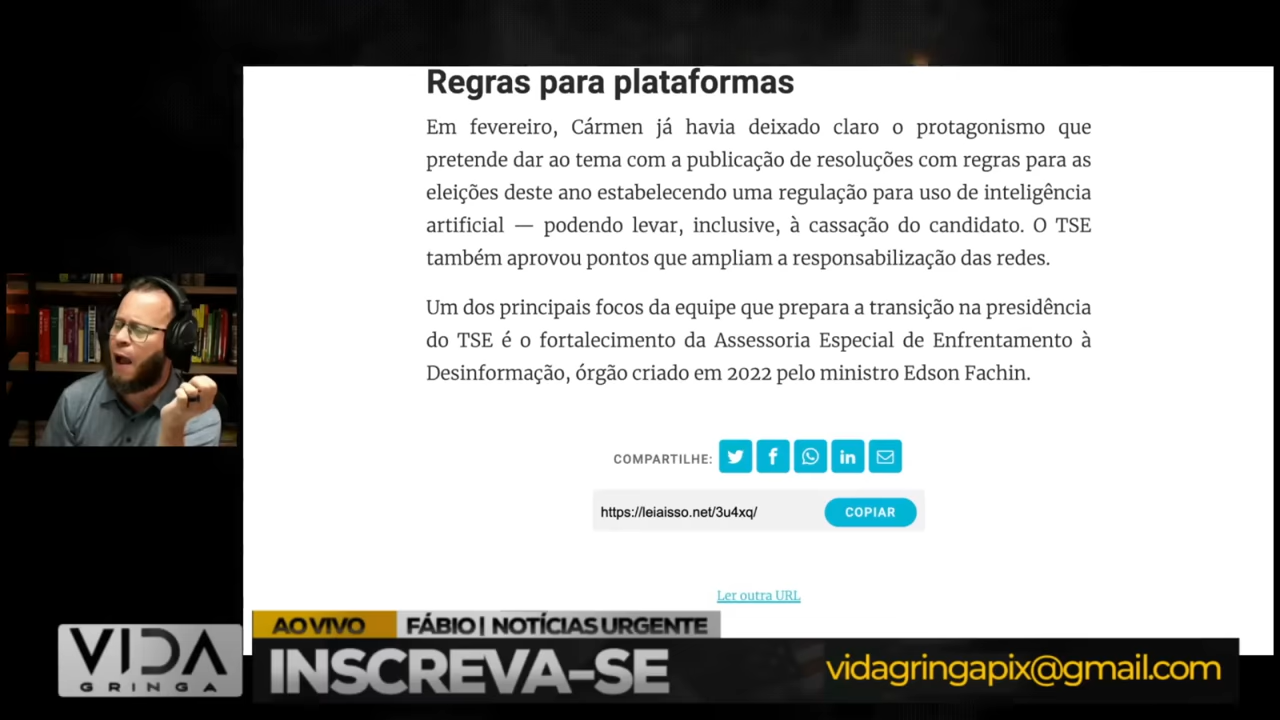 Regras para plataformas
Em fevereiro, Cármen já havia deixado claro o protagonismo que
pretende dar ao tema com a publicação de resoluções com regras para as
eleições deste ano estabelecendo uma regulação para uso de inteligência
artificial — podendo levar, inclusive, à cassação do candidato. O TSE
também aprovou pontos que ampliam a responsabilização das redes.
Um dos principais focos da equipe que prepara a transição na presidência
do TSE é o fortalecimento da Assessoria Especial de Enfrentamento à
Desinformação, órgão criado em 2022 pelo ministro Edson Fachin.
COMPARTILHE:
https://leiaisso.net/3u4xq/
COPIAR
Ler outra URL
AO VIVO
FÁBIO | NOTÍCIAS URGENTE
VIDA
GRINGA
INSCREVA-SE
vidagringapix@gmail.com